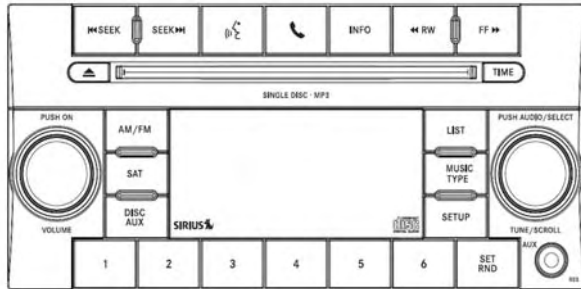 SEEK
SEEK
INFO
RW
FF
TIME
SINGLE DISC · MP3
PUSH ON
AM/FM
LIST
PUSH AUDIO/SELECT
SAT
MUSIC
TYPE
DISC
AUX
SETUP
VOLUME
SIRIUS
TUNE/SCROLL
AUX
1
2
3
4
5
6
SET
RND